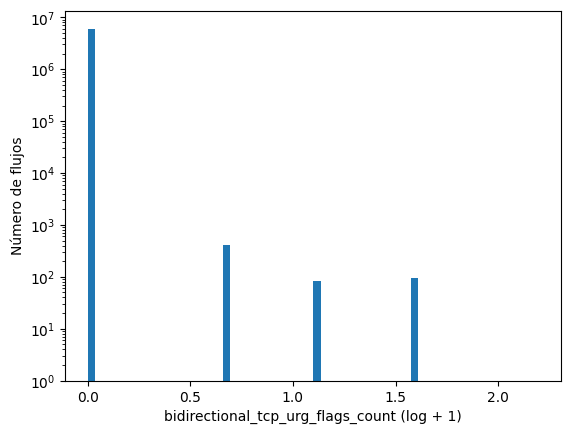 Número de flujos
10⁷
10⁶
10⁵
10⁴
10³
10²
10¹
10⁰
0.0 0.5 1.0 1.5 2.0
bidirectional_tcp_urg_flags_count (log + 1)